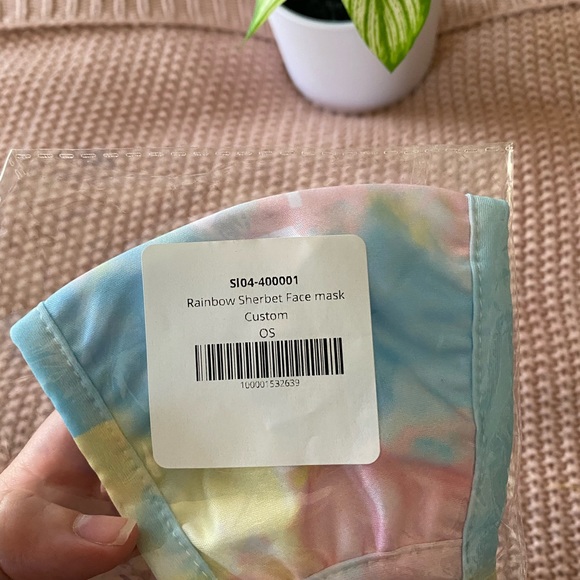 SI04-400001
Rainbow Sherbet Face mask
Custom
OS
100001532639